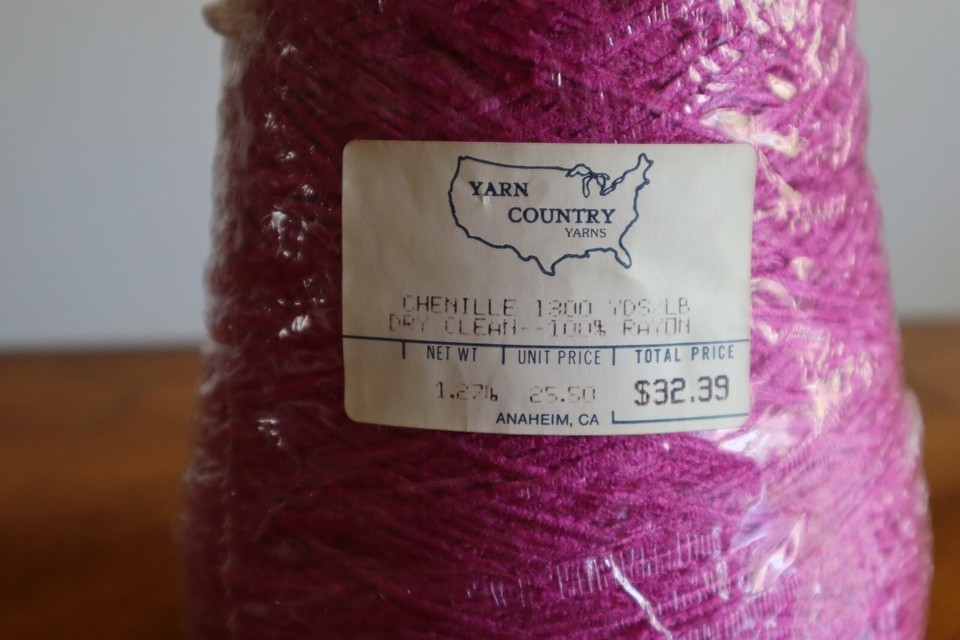 YARN
COUNTRY
YARNS
CHENILLE 1300 YDS/LB
DRY CLEAN--100% RAYON
NET WT UNIT PRICE TOTAL PRICE
1.27lb 25.50 $32.39
ANAHEIM, CA